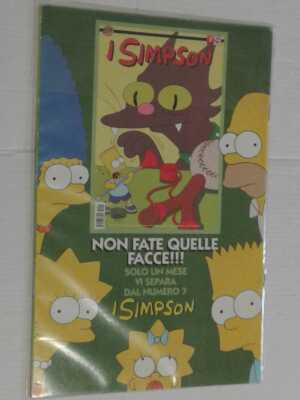 I SIMPSON
NON FATE QUELLE
FACCE!!!
SOLO UN MESE
VI SEPARA
DAL NUMERO 7
I SIMPSON